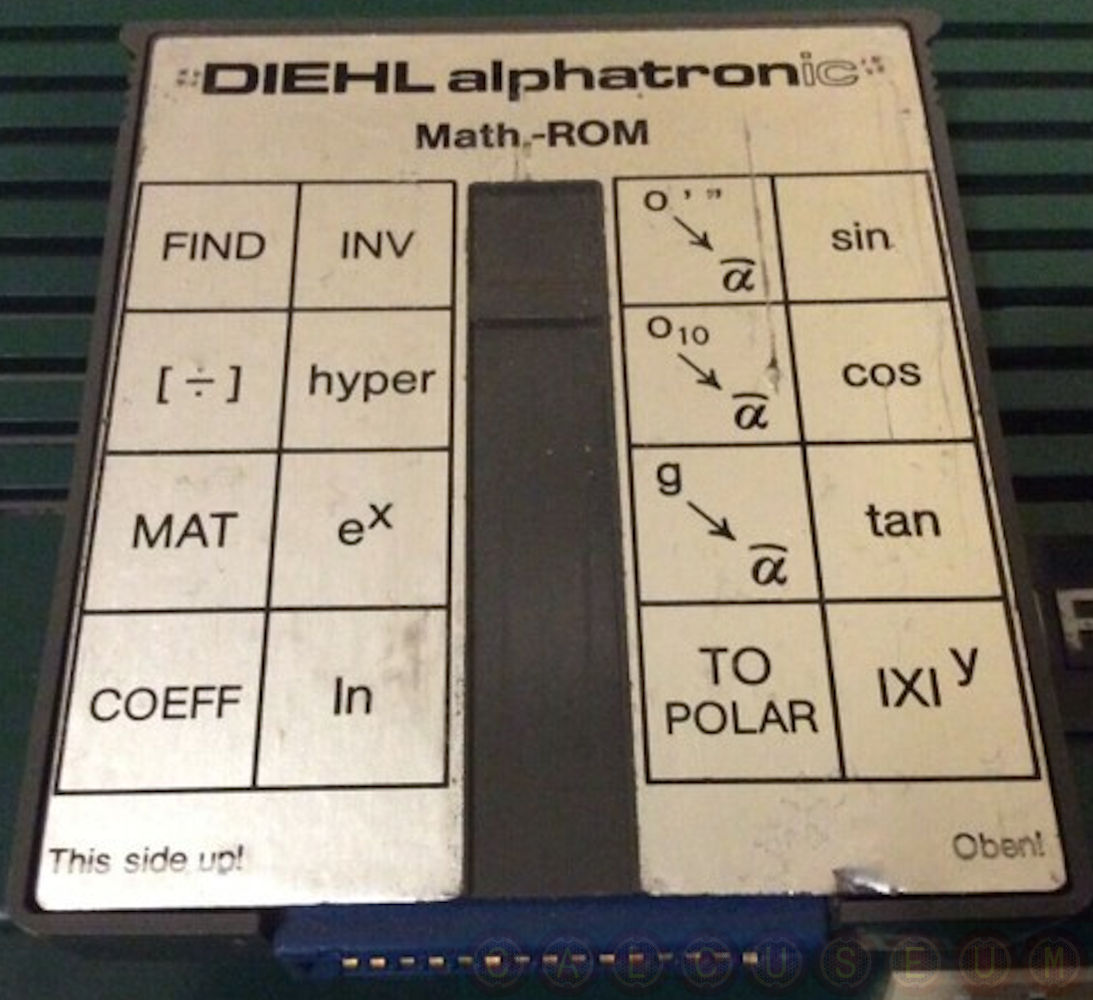 DIEHL alphatronic
Math.-ROM
FIND INV
[÷] hyper
MAT eˣ
COEFF ln
O ' " → α̅ sin
O₁₀ → α̅ cos
g → α̅ tan
TO POLAR |X|ʸ
This side up!
Oben!
CALCUSEUM